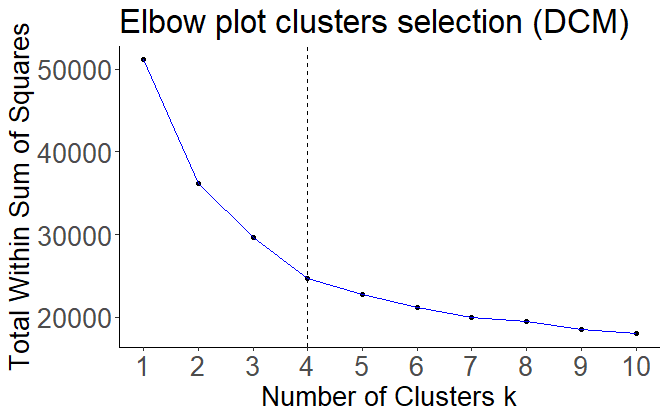 Elbow plot clusters selection (DCM)
Total Within Sum of Squares
50000
40000
30000
20000
1 2 3 4 5 6 7 8 9 10
Number of Clusters k